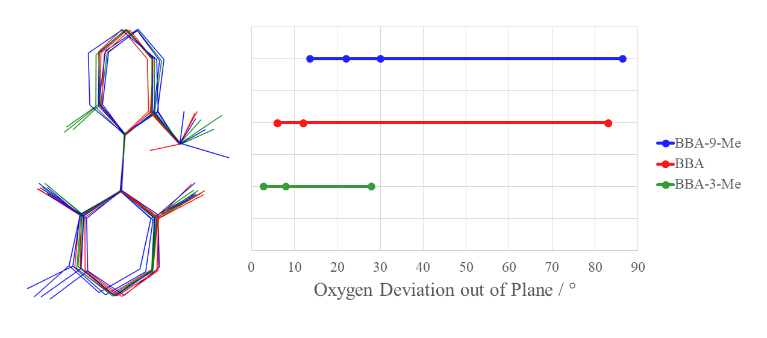 BBA-9-Me
BBA
BBA-3-Me
0 10 20 30 40 50 60 70 80 90
Oxygen Deviation out of Plane / °